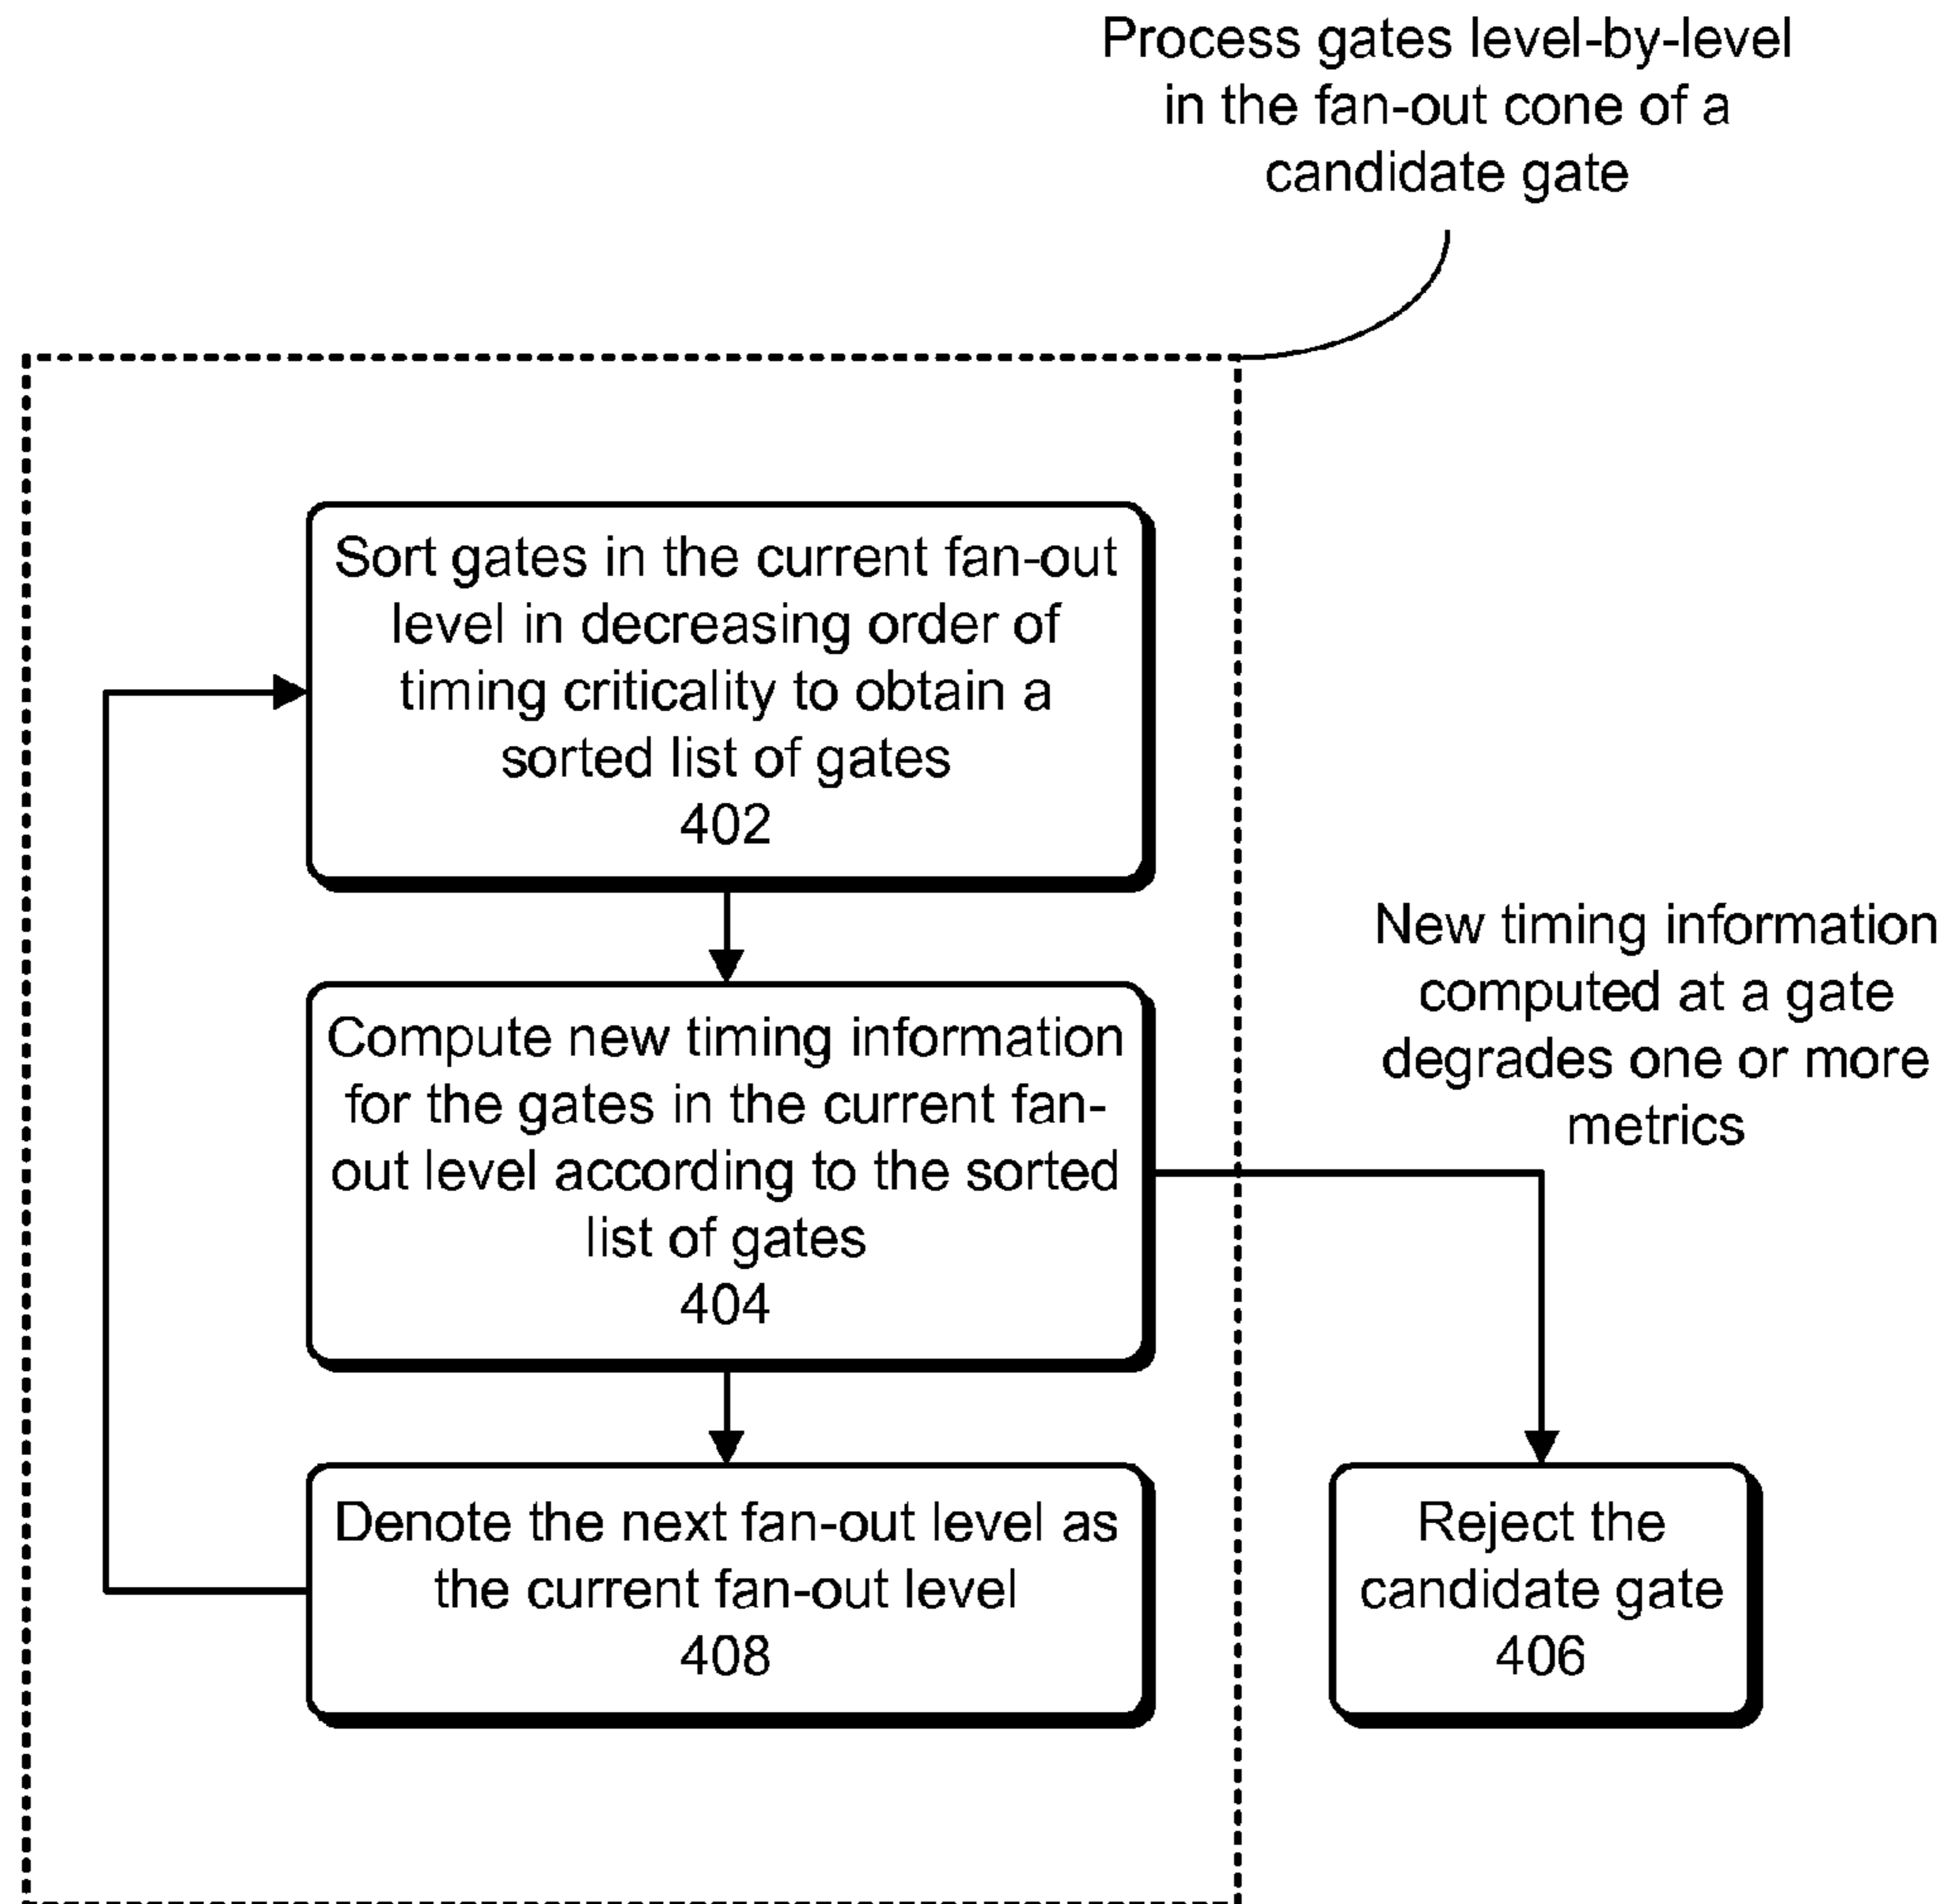 Process gates level-by-level
in the fan-out cone of a
candidate gate
Sort gates in the current fan-out
level in decreasing order of
timing criticality to obtain a
sorted list of gates
402
New timing information
computed at a gate
degrades one or more
metrics
Compute new timing information
for the gates in the current fan-
out level according to the sorted
list of gates
404
Denote the next fan-out level as
the current fan-out level
408
Reject the
candidate gate
406